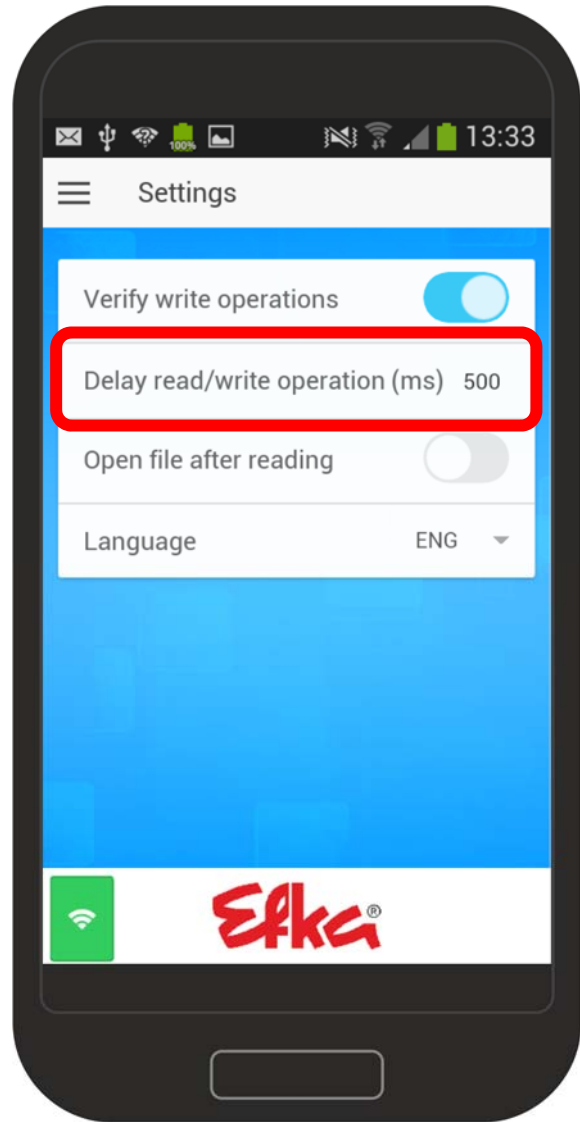 100%
13:33
Settings
Verify write operations
Delay read/write operation (ms) 500
Open file after reading
Language ENG
Efka®